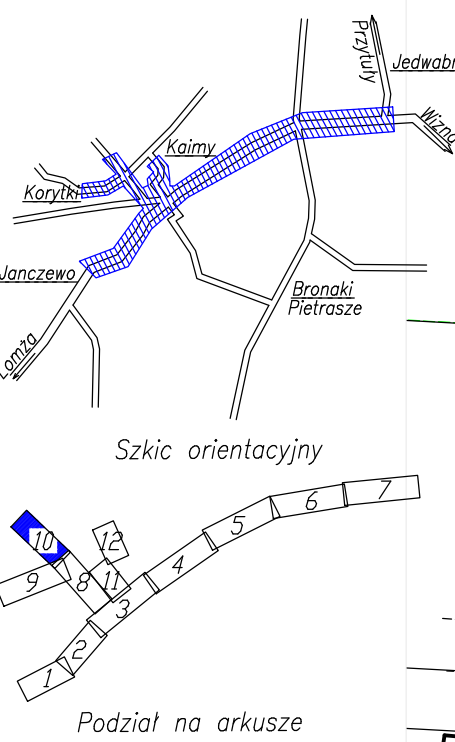 Przytuły
Jedwabn
Wizna
Kaimy
Korytki
Janczewo
Bronaki
Pietrasze
Łomża
Szkic orientacyjny
10
12
9
8
11
7
6
5
4
3
2
1
Podział na arkusze